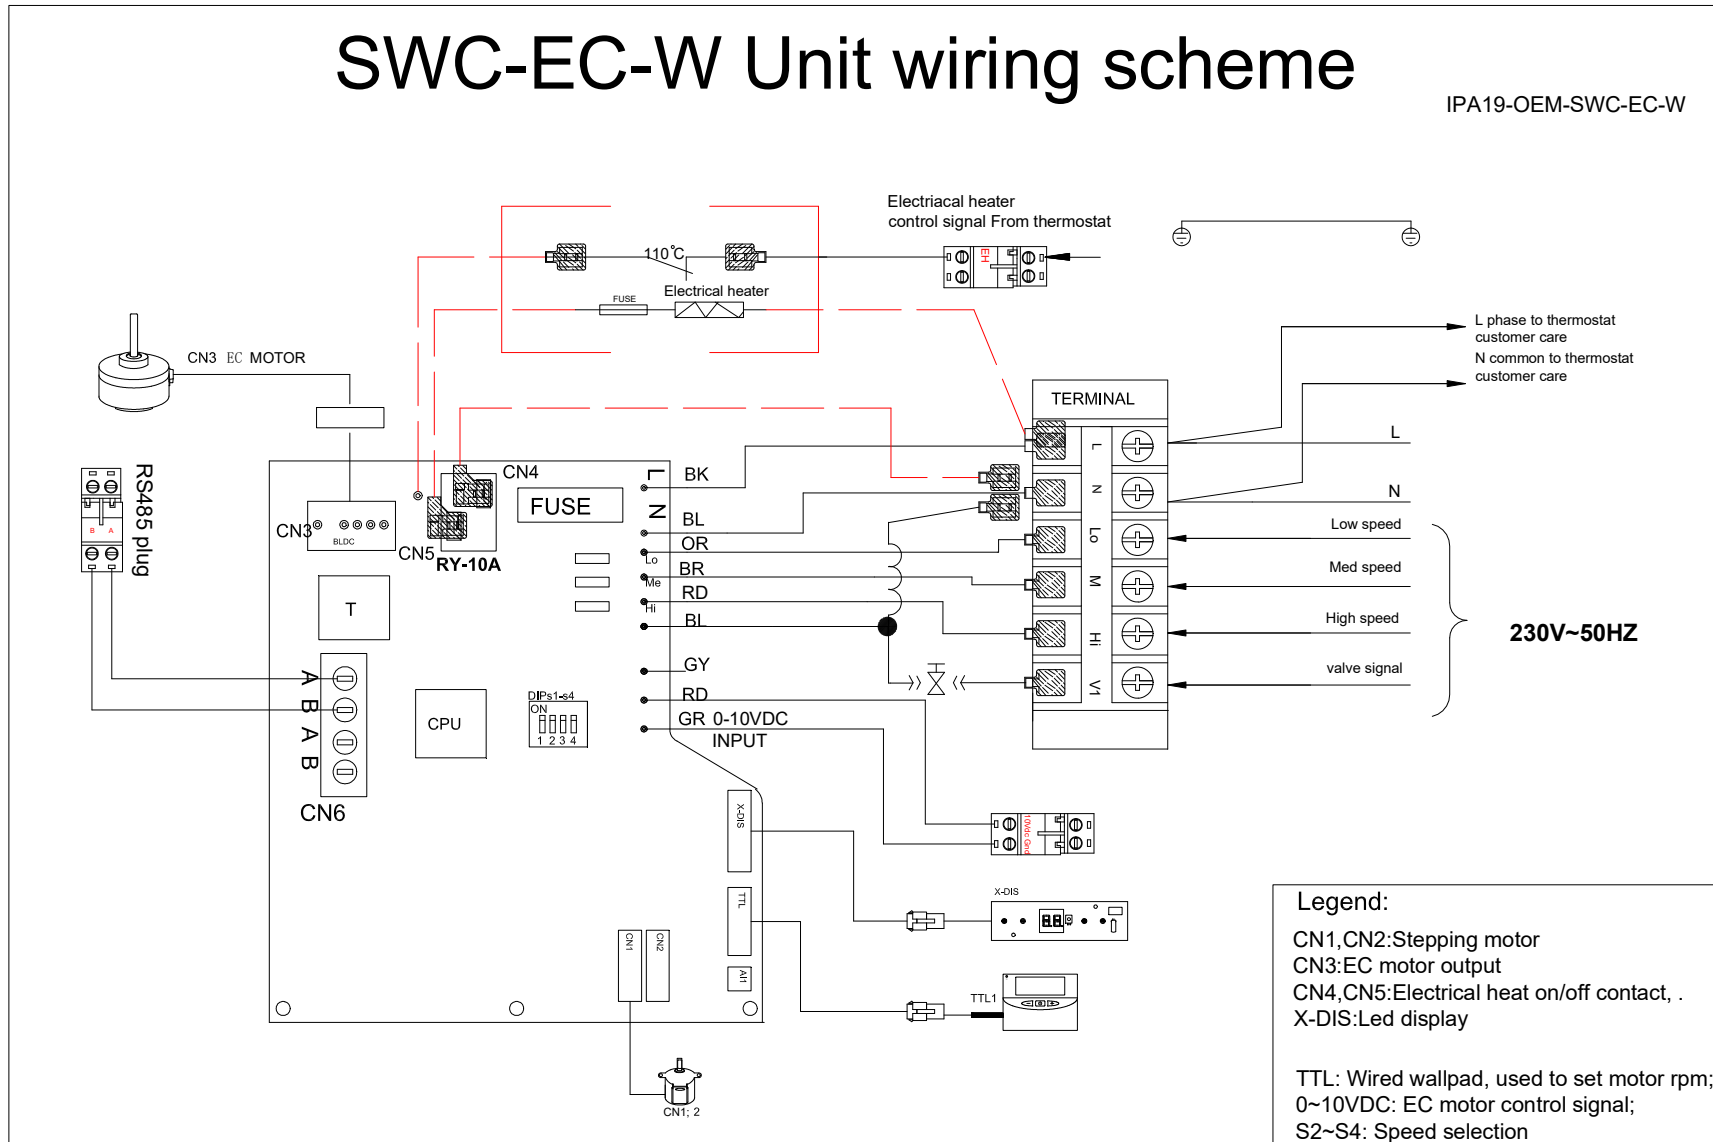 SWC-EC-W Unit wiring scheme
IPA19-OEM-SWC-EC-W
Electriacal heater
control signal From thermostat
EH
110°C
Electrical heater
FUSE
L phase to thermostat
customer care
N common to thermostat
customer care
CN3 EC MOTOR
TERMINAL
L
L
N
N
Lo
Low speed
M
Med speed
Hi
High speed
V1
valve signal
230V~50HZ
RS485 plug
B A
CN4
FUSE
L
BK
N
BL
CN3
BLDC
CN5
RY-10A
OR
Lo
BR
Me
RD
Hi
BL
T
GY
A
B
A
B
CN6
CPU
DIPs1-s4
ON
1 2 3 4
RD
GR 0-10VDC
INPUT
X-DIS
10Vdc Gnd
TTL
X-DIS
CN1
CN2
AI1
TTL1
CN1; 2
Legend:
CN1,CN2:Stepping motor
CN3:EC motor output
CN4,CN5:Electrical heat on/off contact, .
X-DIS:Led display
TTL: Wired wallpad, used to set motor rpm;
0~10VDC: EC motor control signal;
S2~S4: Speed selection